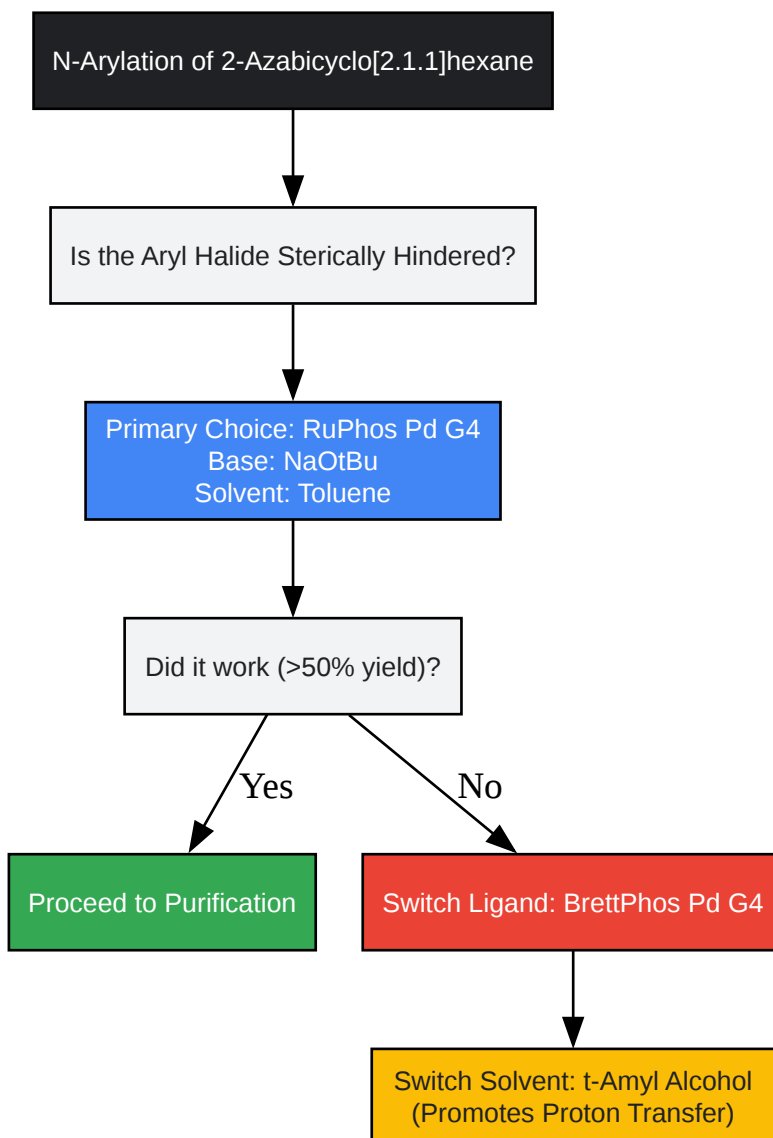 N-Arylation of 2-Azabicyclo[2.1.1]hexane
Is the Aryl Halide Sterically Hindered?
Primary Choice: RuPhos Pd G4
Base: NaOtBu
Solvent: Toluene
Did it work (>50% yield)?
Yes
No
Proceed to Purification
Switch Ligand: BrettPhos Pd G4
Switch Solvent: t-Amyl Alcohol
(Promotes Proton Transfer)